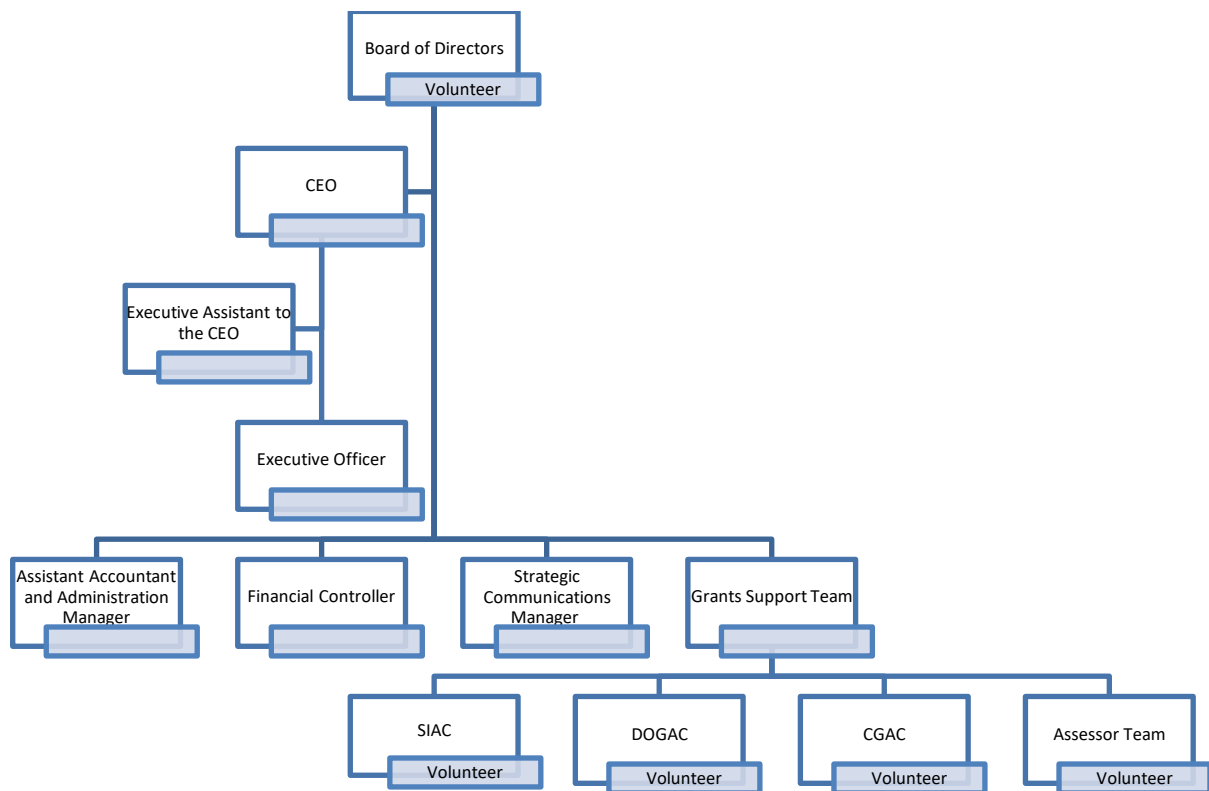 Board of Directors
Volunteer
CEO
Executive Assistant to
the CEO
Executive Officer
Assistant Accountant
and Administration
Manager
Financial Controller
Strategic
Communications
Manager
Grants Support Team
SIAC
Volunteer
DOGAC
Volunteer
CGAC
Volunteer
Assessor Team
Volunteer